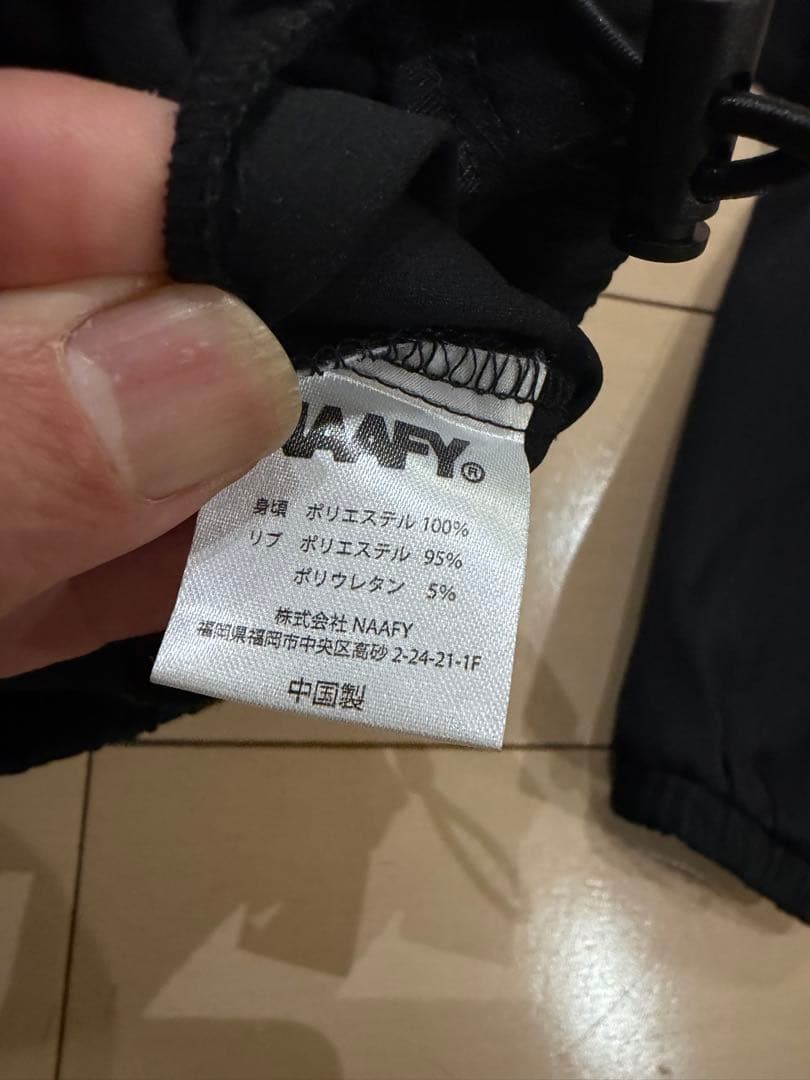 NAAFY®
身頃 ポリエステル 100%
リブ ポリエステル 95%
ポリウレタン 5%
株式会社 NAAFY
福岡県福岡市中央区高砂 2-24-21-1F
中国製